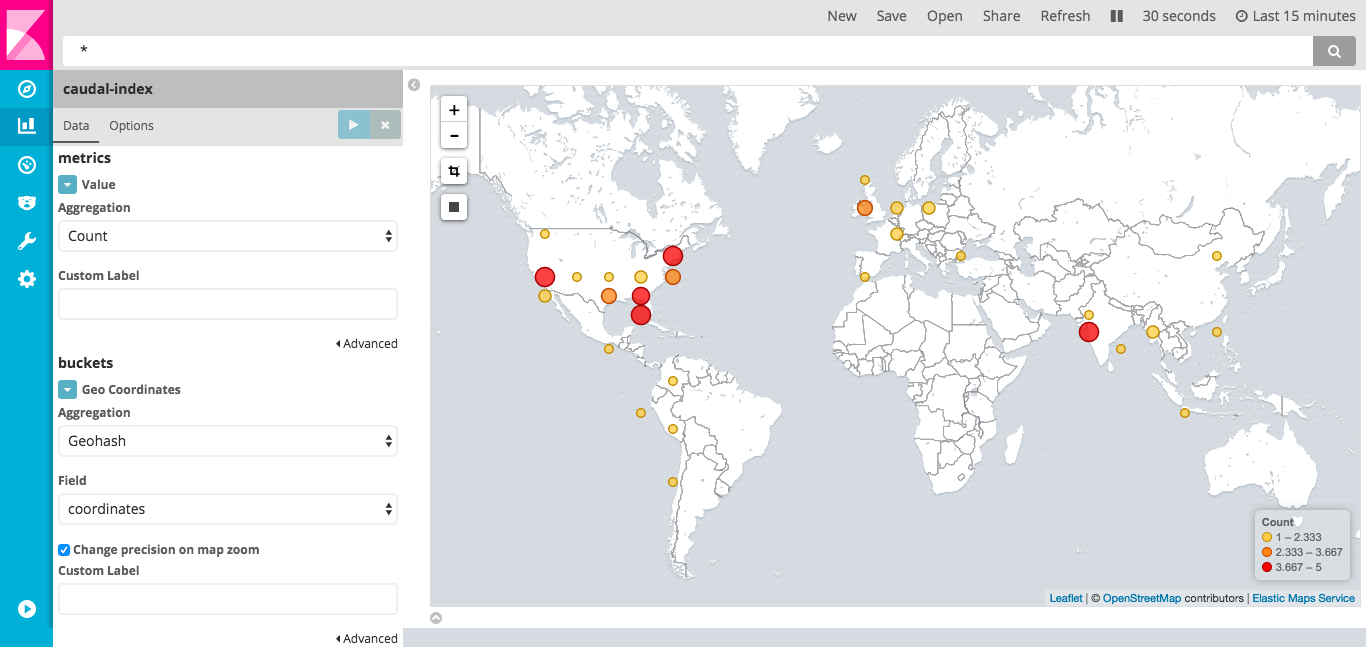 New Save Open Share Refresh 30 seconds Last 15 minutes
*
caudal-index
Data Options
metrics
Value
Aggregation
Count
Custom Label
Advanced
buckets
Geo Coordinates
Aggregation
Geohash
Field
coordinates
Change precision on map zoom
Custom Label
Advanced
+
−
Count
1 – 2.333
2.333 – 3.667
3.667 – 5
Leaflet | © OpenStreetMap contributors | Elastic Maps Service